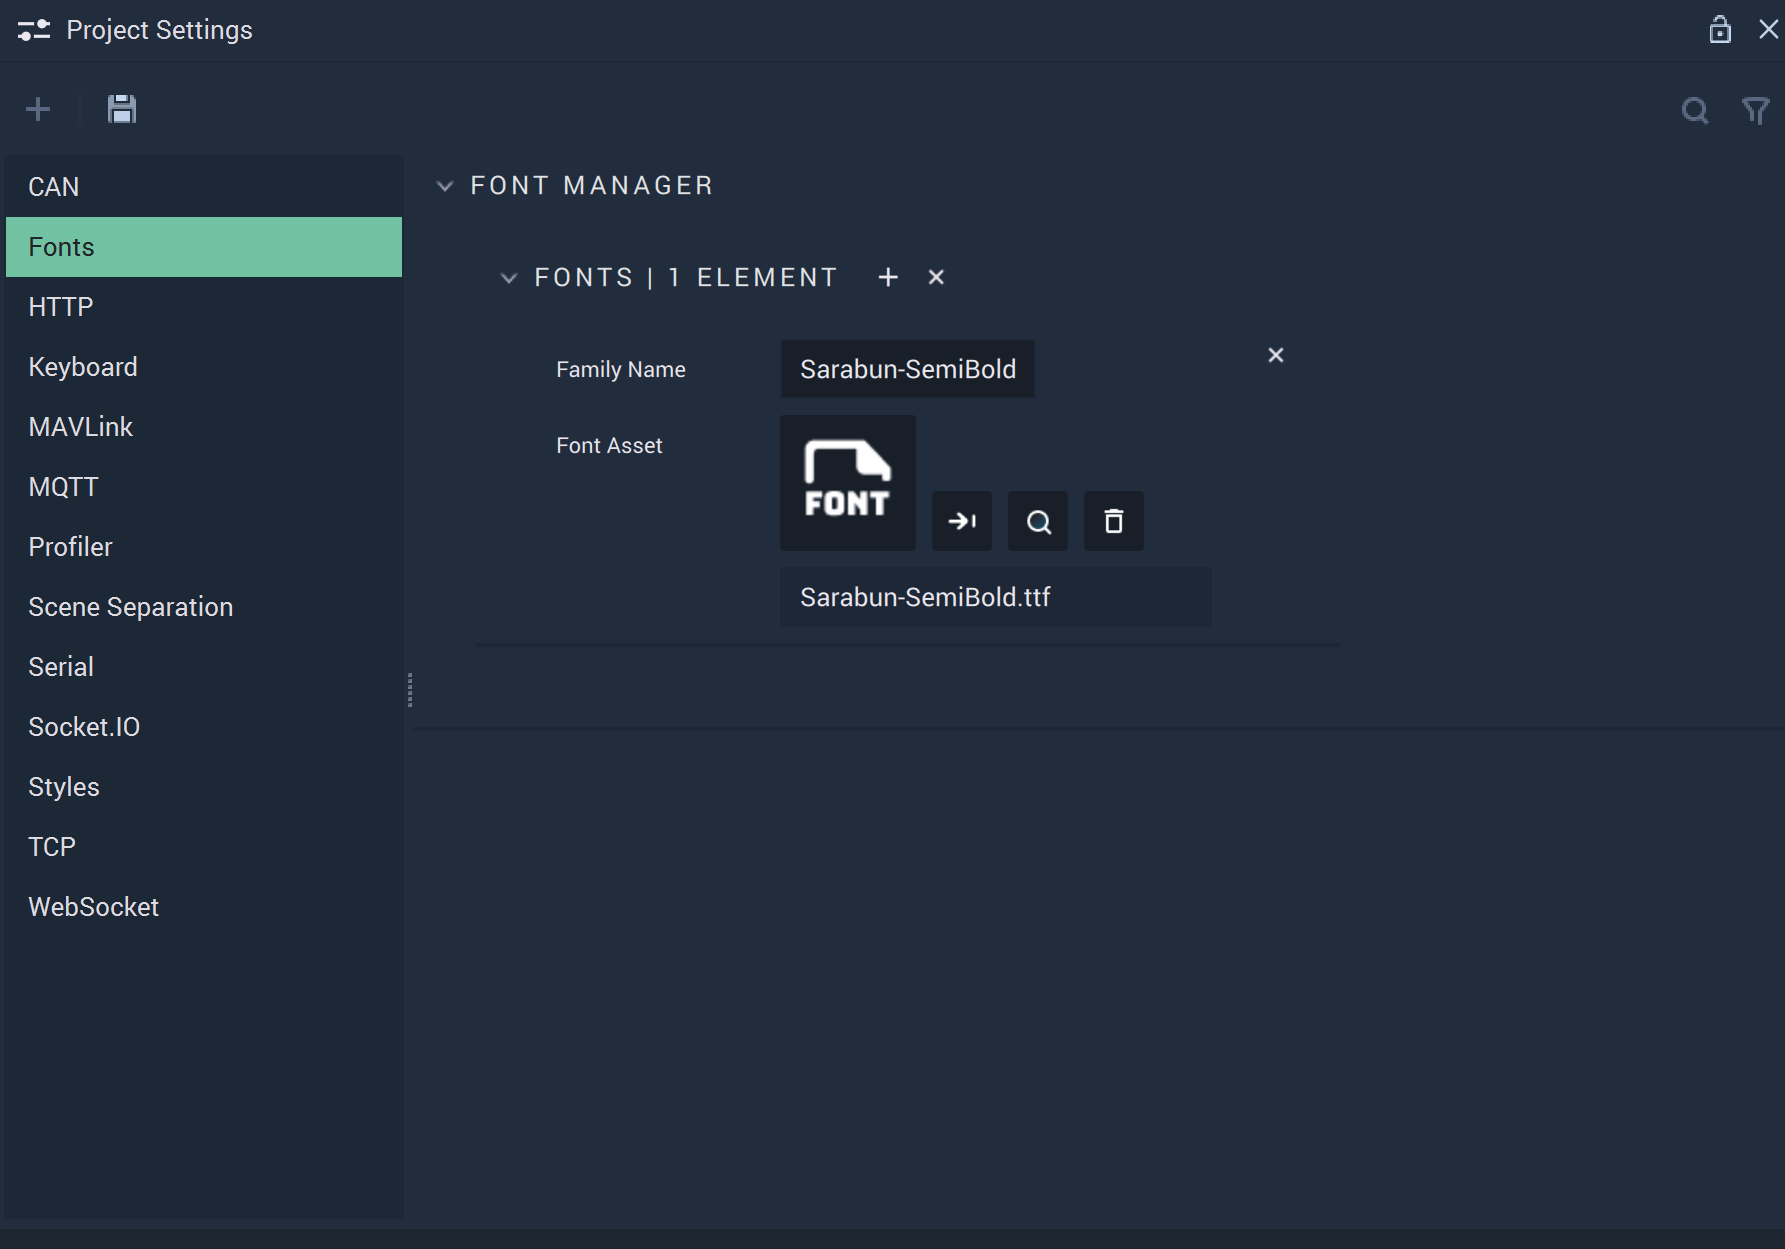 Project Settings
CAN
Fonts
HTTP
Keyboard
MAVLink
MQTT
Profiler
Scene Separation
Serial
Socket.IO
Styles
TCP
WebSocket
FONT MANAGER
FONTS | 1 ELEMENT
Family Name
Sarabun-SemiBold
Font Asset
FONT
Sarabun-SemiBold.ttf